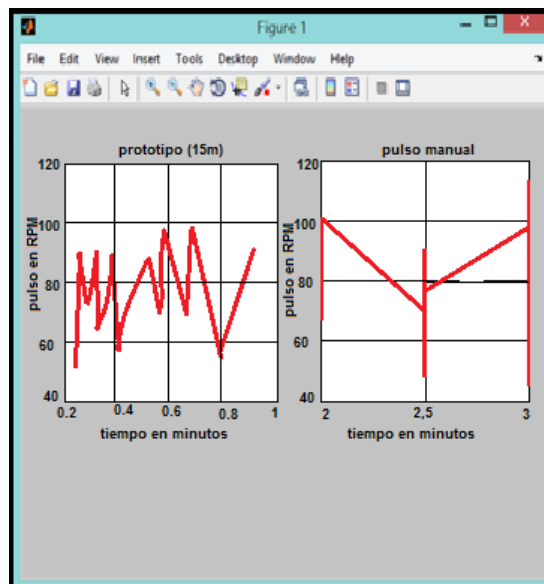 Figure 1
File Edit View Insert Tools Desktop Window Help
prototipo (15m)
120
100
80
60
40
pulso en RPM
0.2 0.4 0.6 0.8 1
tiempo en minutos
pulso manual
120
100
80
60
40
pulso en RPM
2 2,5 3
tiempo en minutos